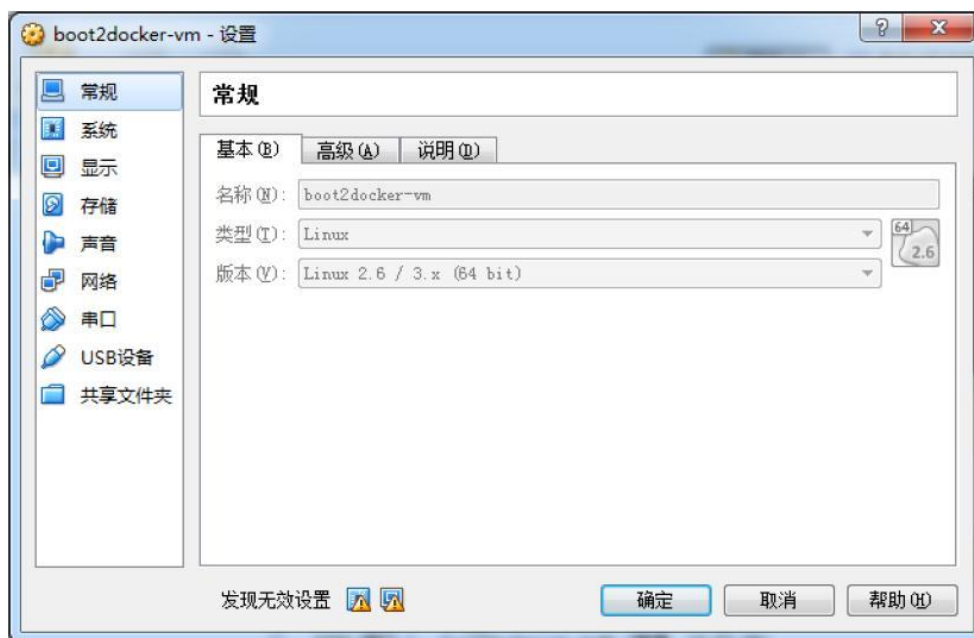 boot2docker-vm - 设置
常规
系统
显示
存储
声音
网络
串口
USB设备
共享文件夹
常规
基本(B) 高级(A) 说明(D)
名称(N): boot2docker-vm
类型(T): Linux
64
2.6
版本(V): Linux 2.6 / 3.x (64 bit)
发现无效设置
确定 取消 帮助(H)